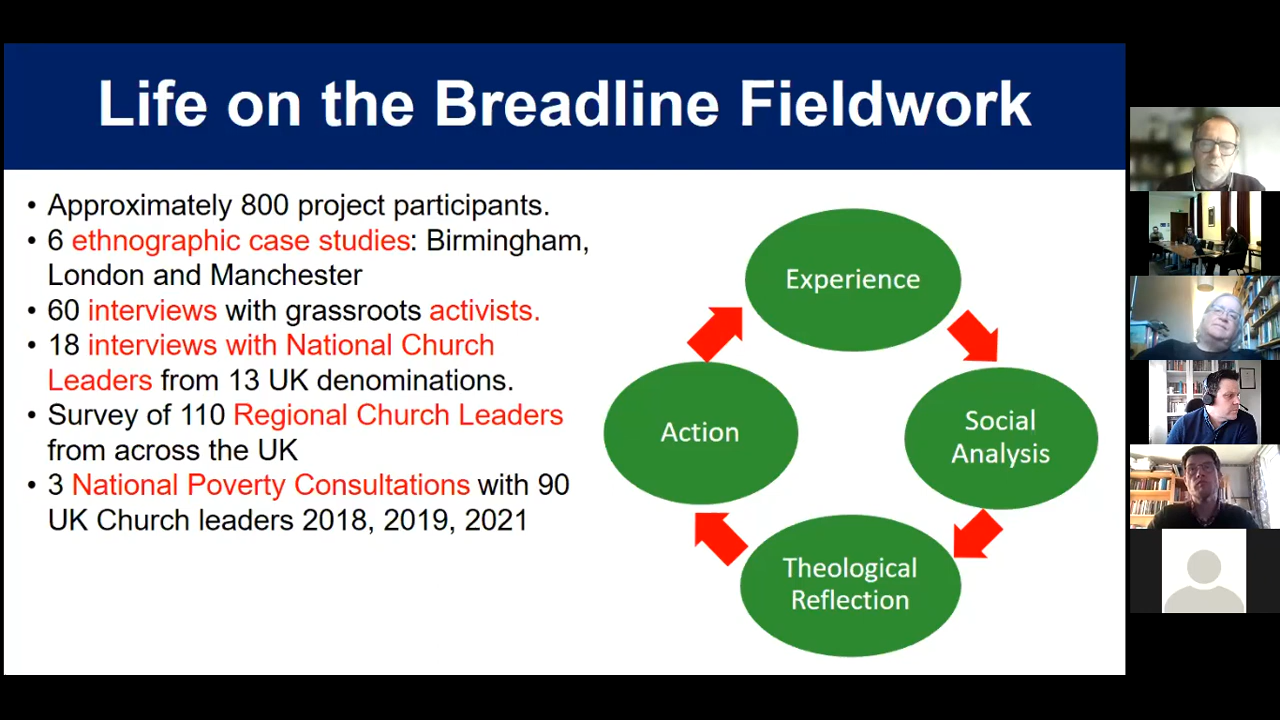 Life on the Breadline Fieldwork
• Approximately 800 project participants.
• 6 ethnographic case studies: Birmingham,
London and Manchester
• 60 interviews with grassroots activists.
• 18 interviews with National Church
Leaders from 13 UK denominations.
• Survey of 110 Regional Church Leaders
from across the UK
• 3 National Poverty Consultations with 90
UK Church leaders 2018, 2019, 2021
Experience
Social
Analysis
Theological
Reflection
Action